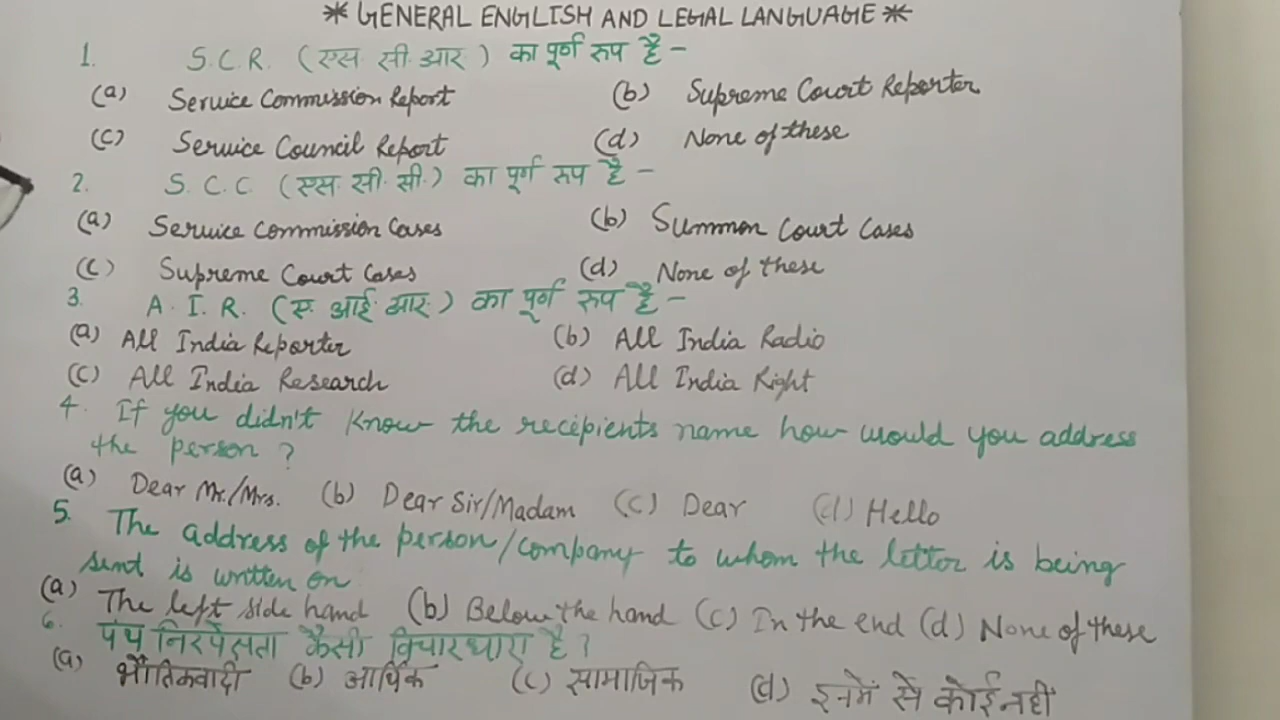 * GENERAL ENGLISH AND LEGAL LANGUAGE *
1. S.C.R. (एस. सी. आर.) का पूर्ण रुप है -
(a) Service Commission Report (b) Supreme Court Reporter
(c) Service Council Report (d) None of these
2. S.C.C. (एस. सी. सी.) का पूर्ण रुप है -
(a) Service Commission Cases (b) Summon Court Cases
(c) Supreme Court Cases (d) None of these
3. A.I.R. (ए. आई. आर.) का पूर्ण रुप है -
(a) All India Reporter (b) All India Radio
(c) All India Research (d) All India Right
4. If you didn't know the recepients name how would you address
the person?
(a) Dear Mr./Mrs. (b) Dear Sir/Madam (c) Dear (d) Hello
5. The address of the person/company to whom the letter is being
sent is written on
(a) The left side hand (b) Below the hand (c) In the end (d) None of these
6. पंथ निरपेक्षता कैसी विचारधारा है?
(a) भौतिकवादी (b) आर्थिक (c) सामाजिक (d) इनमें से कोई नहीं